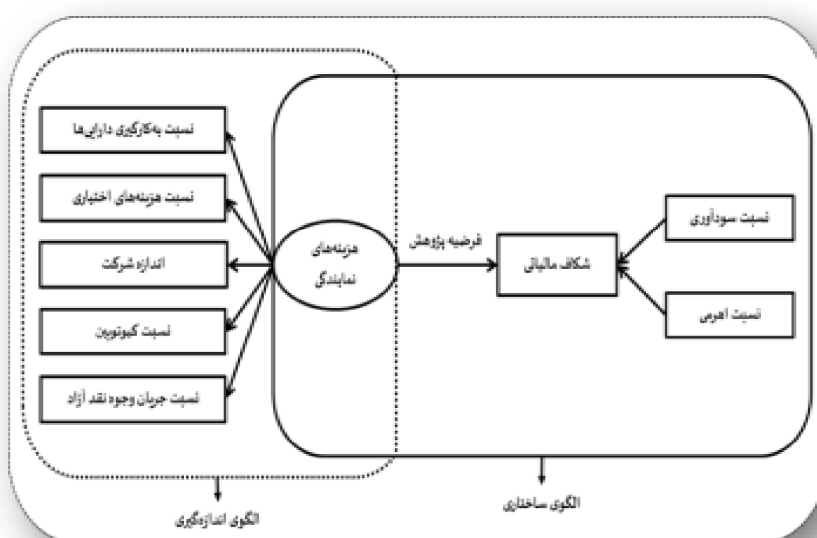 نسبت به‌کارگیری دارایی‌ها
نسبت هزینه‌های اختیاری
اندازه شرکت
نسبت کیوتوبین
نسبت جریان وجوه نقد آزاد
هزینه‌های
نمایندگی
فرضیه پژوهش
شکاف مالیاتی
نسبت سودآوری
نسبت اهرمی
الگوی ساختاری
الگوی اندازه‌گیری